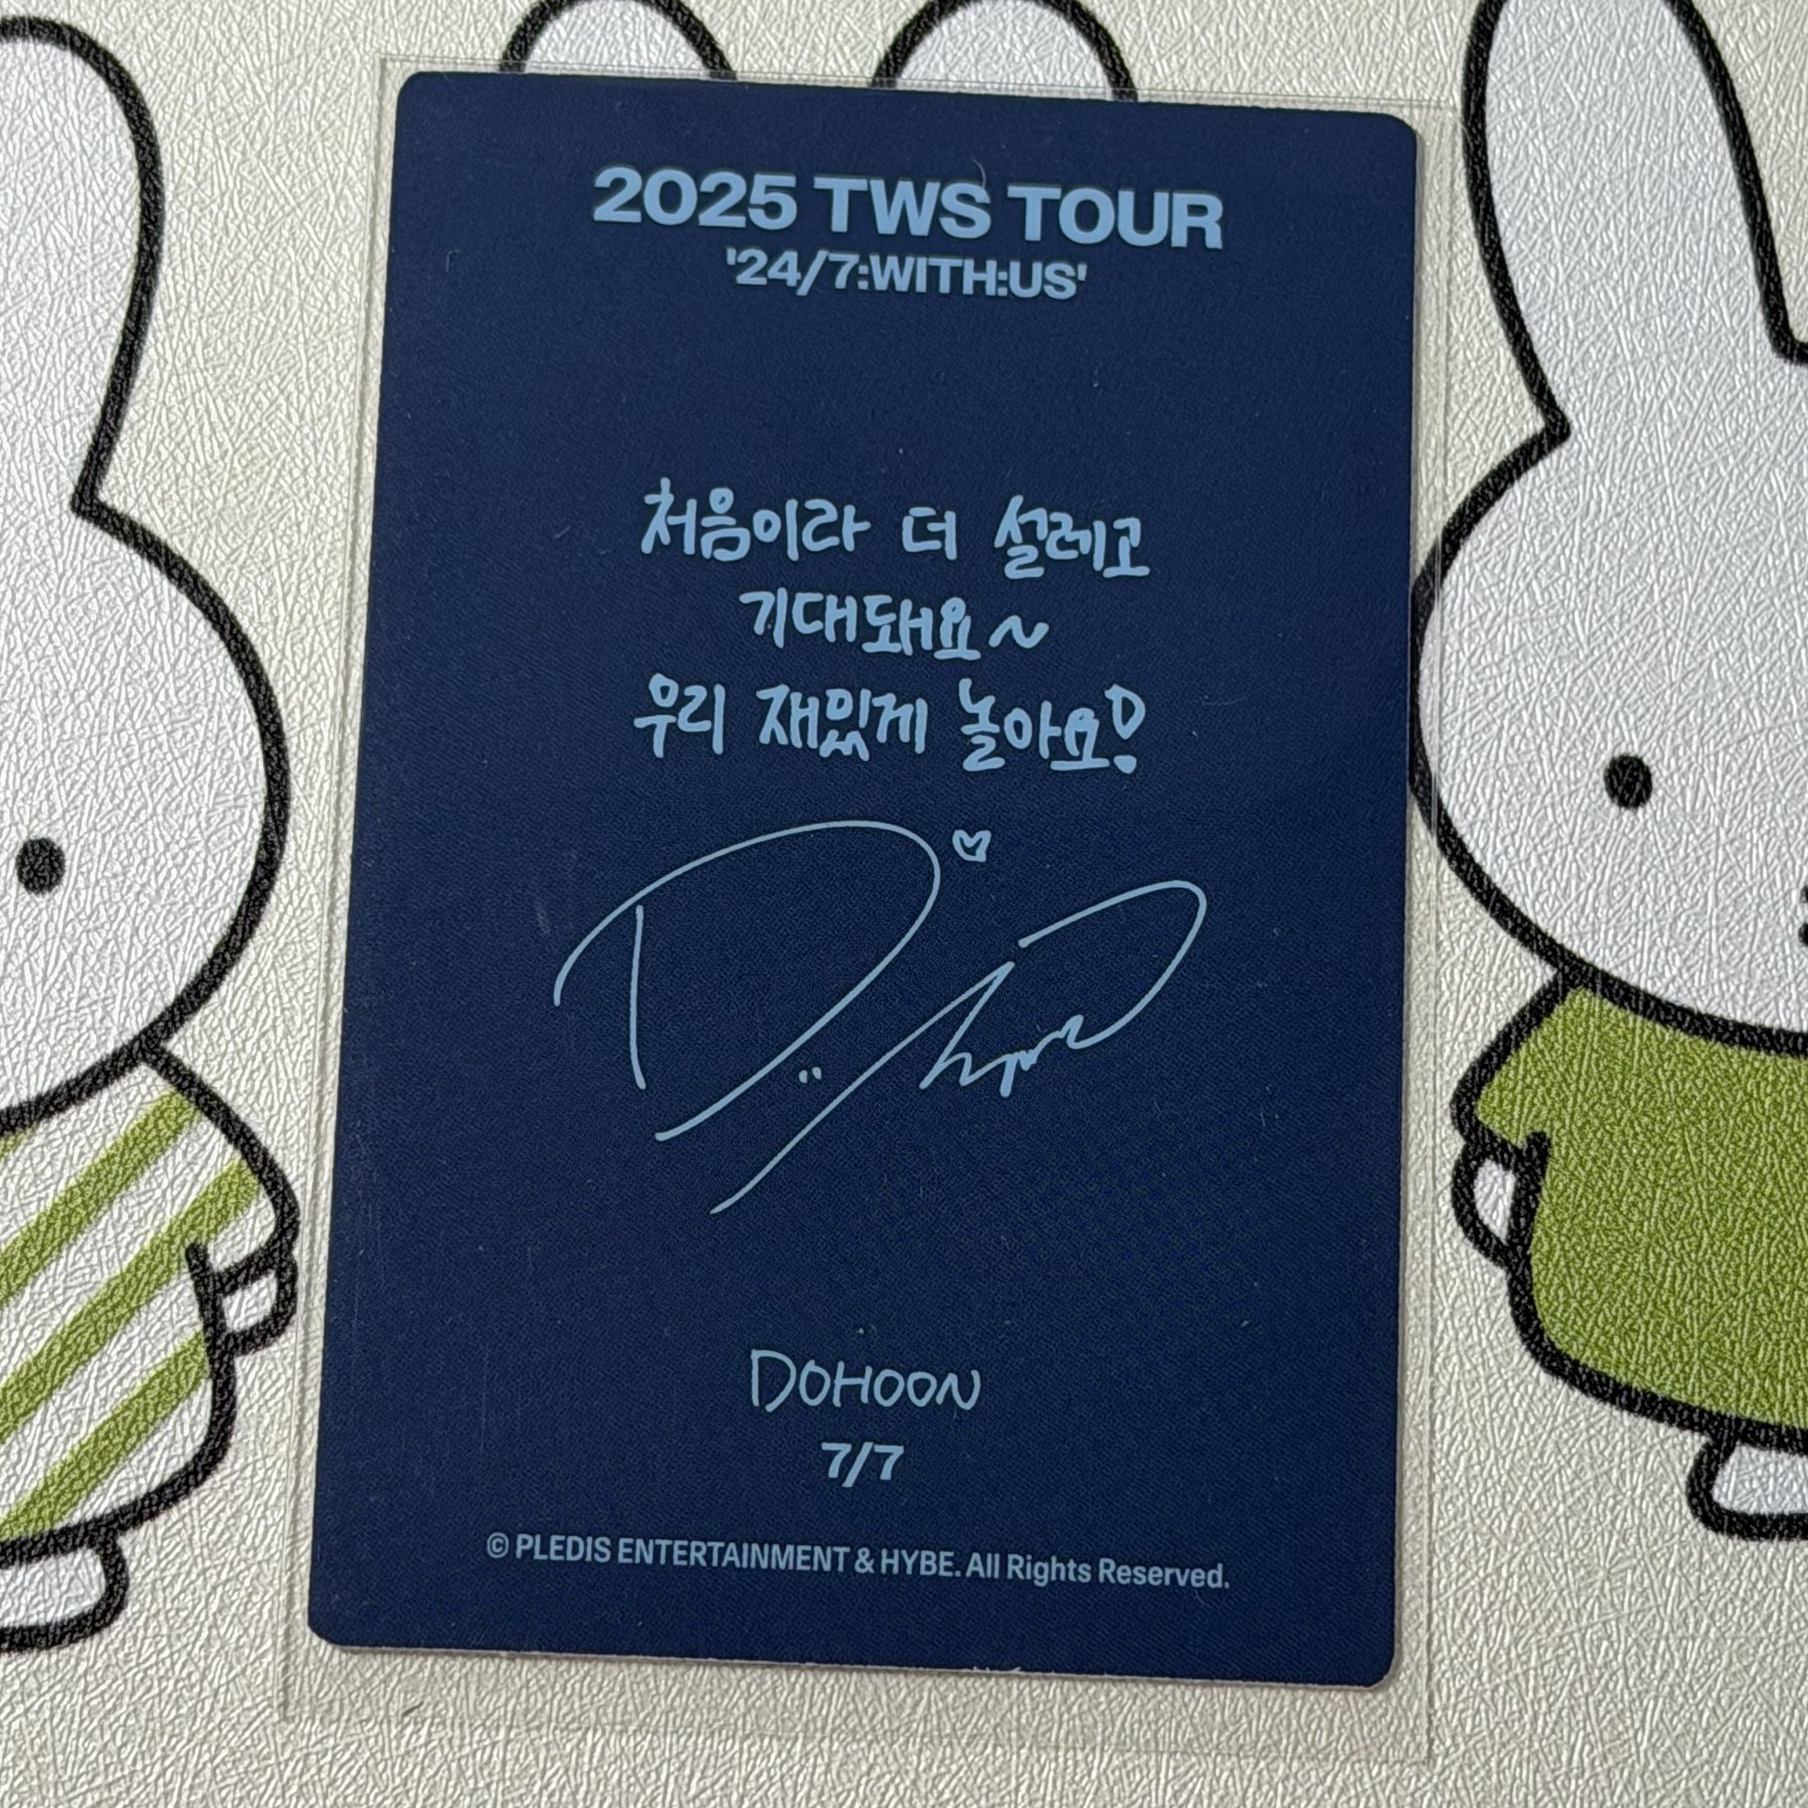 2025 TWS TOUR
'24/7:WITH:US'
처음이라 더 설레고
기대돼요~
우리 재밌게 놀아요!
DOHOON
7/7
© PLEDIS ENTERTAINMENT & HYBE. All Rights Reserved.